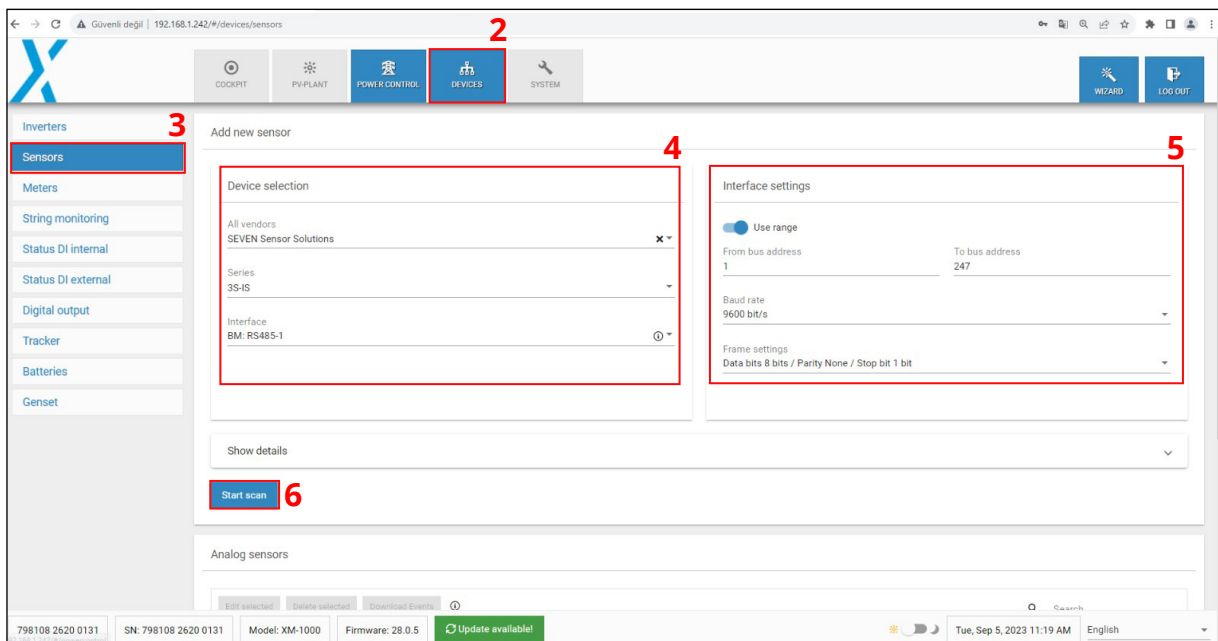 Güvenli değil | 192.168.1.242/#/devices/sensors
2
COCKPIT
PV-PLANT
POWER CONTROL
DEVICES
SYSTEM
WIZARD
LOG OUT
3
Inverters
Sensors
Meters
String monitoring
Status DI internal
Status DI external
Digital output
Tracker
Batteries
Genset
Add new sensor
4
Device selection
All vendors
SEVEN Sensor Solutions
Series
3S-IS
Interface
BM: RS485-1
5
Interface settings
Use range
From bus address
1
To bus address
247
Baud rate
9600 bit/s
Frame settings
Data bits 8 bits / Parity None / Stop bit 1 bit
Show details
Start scan
6
Analog sensors
Edit selected
Delete selected
Download Events
Search
798108 2620 0131
SN: 798108 2620 0131
Model: XM-1000
Firmware: 28.0.5
Update available!
Tue, Sep 5, 2023 11:19 AM
English